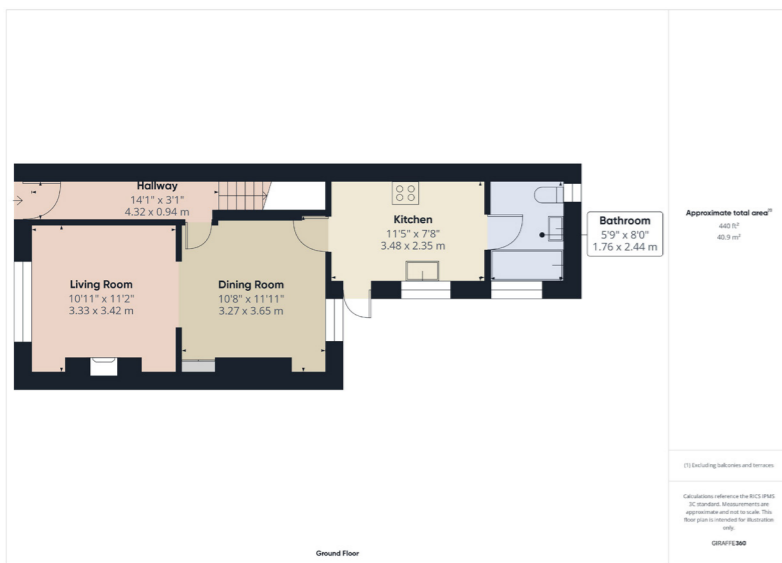 Hallway
14'1" x 3'1"
4.32 x 0.94 m
Kitchen
11'5" x 7'8"
3.48 x 2.35 m
Bathroom
5'9" x 8'0"
1.76 x 2.44 m
Living Room
10'11" x 11'2"
3.33 x 3.42 m
Dining Room
10'8" x 11'11"
3.27 x 3.65 m
Ground Floor
Approximate total area(1)
440 ft²
40.9 m²
(1) Excluding balconies and terraces
Calculations reference the RICS IPMS
3C standard. Measurements are
approximate and not to scale. This
floor plan is intended for illustration
only.
GIRAFFE360